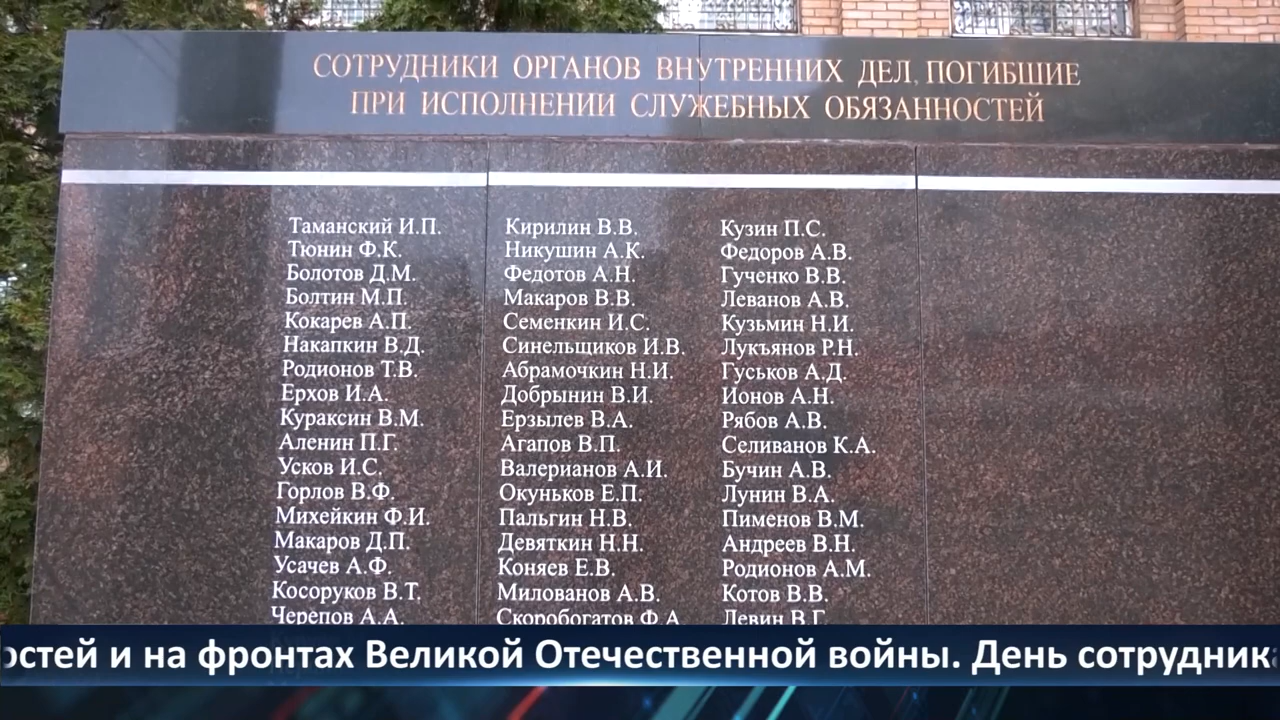 СОТРУДНИКИ ОРГАНОВ ВНУТРЕННИХ ДЕЛ, ПОГИБШИЕ
ПРИ ИСПОЛНЕНИИ СЛУЖЕБНЫХ ОБЯЗАННОСТЕЙ
Таманский И.П.
Тюнин Ф.К.
Болотов Д.М.
Болтин М.П.
Кокарев А.П.
Накапкин В.Д.
Родионов Т.В.
Ерхов И.А.
Кураксин В.М.
Аленин П.Г.
Усков И.С.
Горлов В.Ф.
Михейкин Ф.И.
Макаров Д.П.
Усачев А.Ф.
Косоруков В.Т.
Черепов А.А.
Кирилин В.В.
Никушин А.К.
Федотов А.Н.
Макаров В.В.
Семенкин И.С.
Синельщиков И.В.
Абрамочкин Н.И.
Добрынин В.И.
Ерзылев В.А.
Агапов В.П.
Валерианов А.И.
Окуньков Е.П.
Пальгин Н.В.
Девяткин Н.Н.
Коняев Е.В.
Милованов А.В.
Скоробогатов Ф.А.
Кузин П.С.
Федоров А.В.
Гученко В.В.
Леванов А.В.
Кузьмин Н.И.
Лукъянов Р.Н.
Гуськов А.Д.
Ионов А.Н.
Рябов А.В.
Селиванов К.А.
Бучин А.В.
Лунин В.А.
Пименов В.М.
Андреев В.Н.
Родионов А.М.
Котов В.В.
Левин В.Г.
остей и на фронтах Великой Отечественной войны. День сотрудника